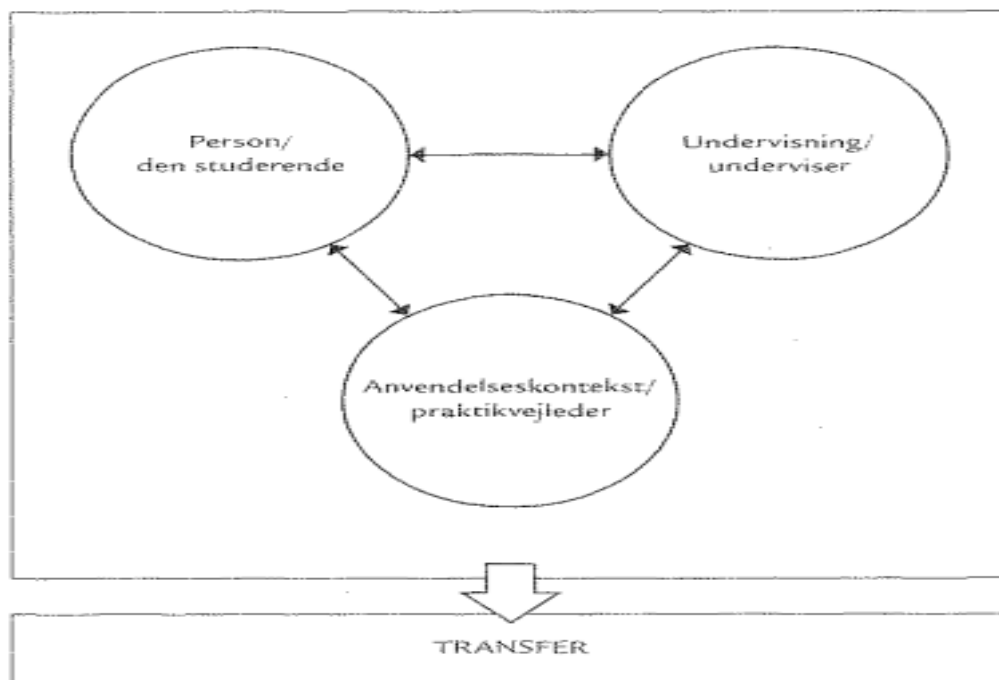 Person/
den studerende
Undervisning/
underviser
Anvendelseskontekst/
praktikvejleder
TRANSFER